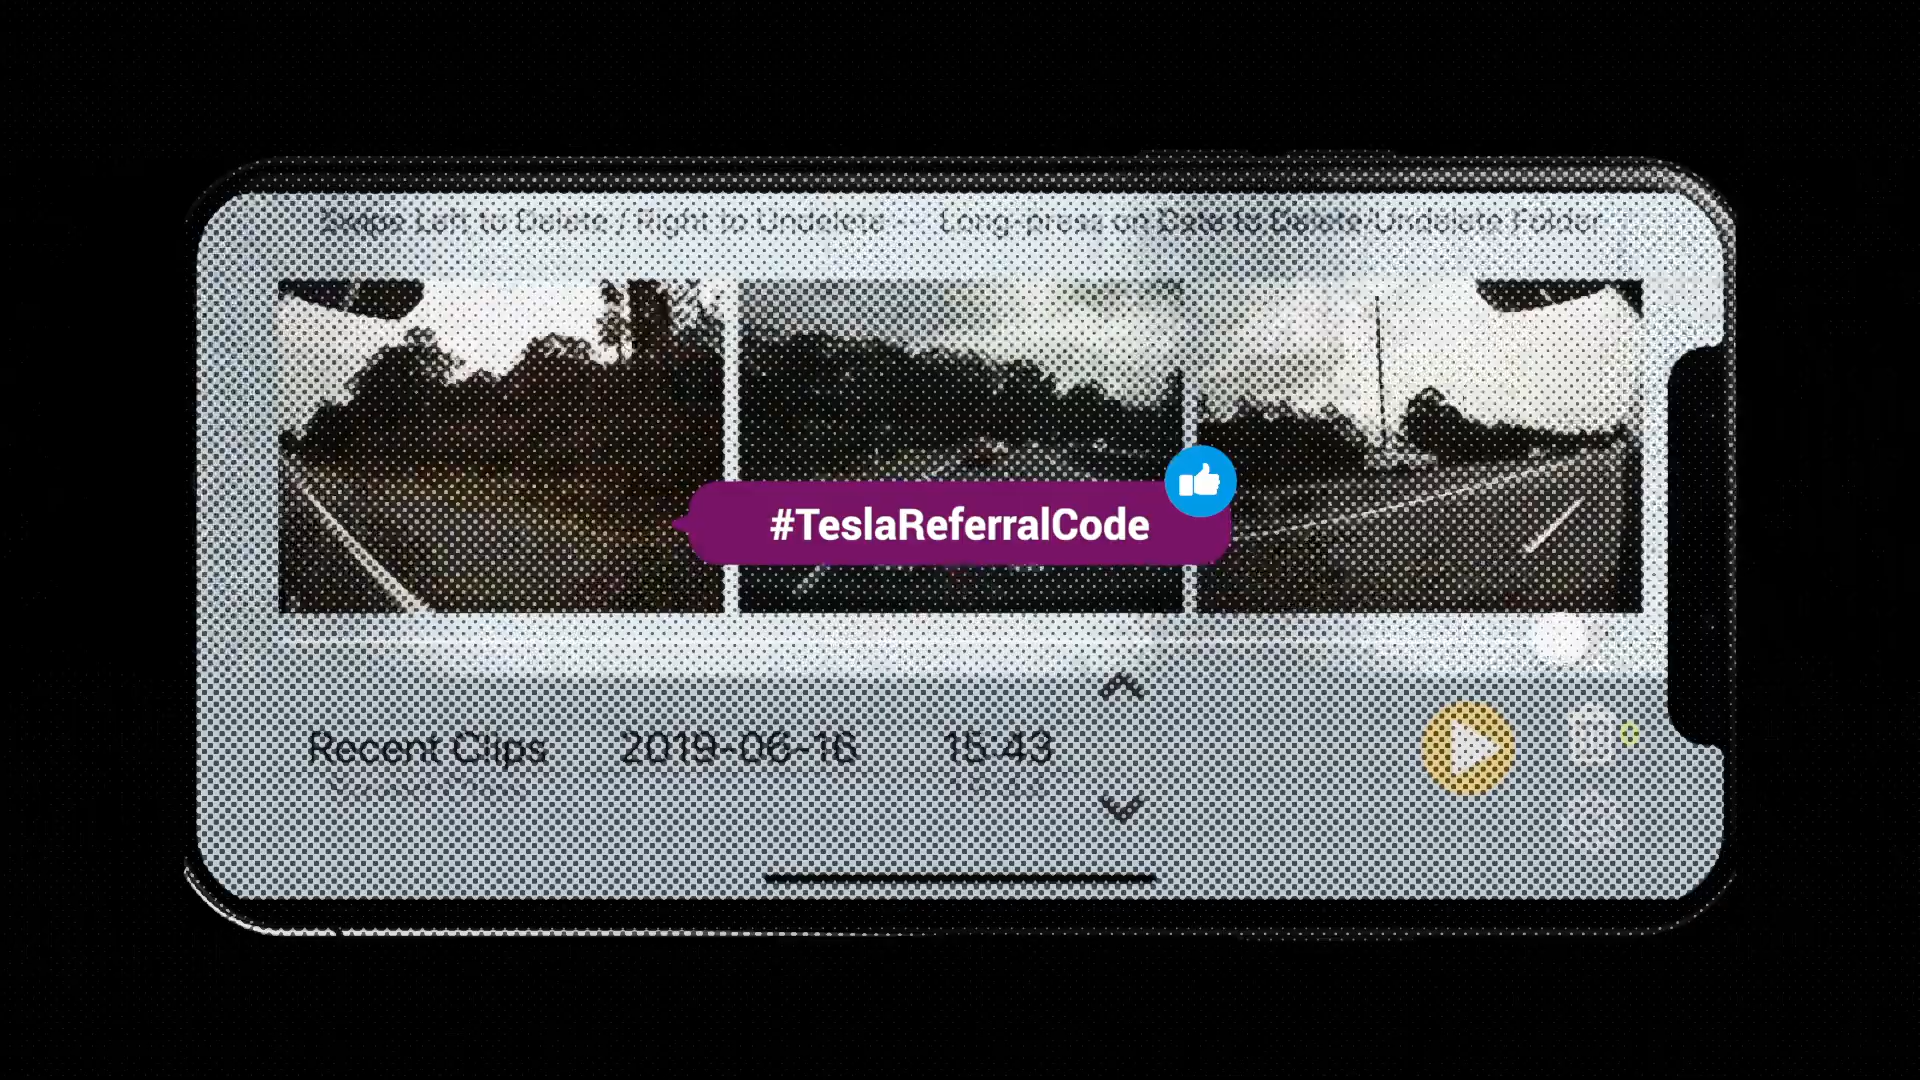 Swipe Left to Delete / Right to Undelete -- Long-press on Date to Delete/Undelete Folder
#TeslaReferralCode
Recent Clips 2019-06-16 15-43
0